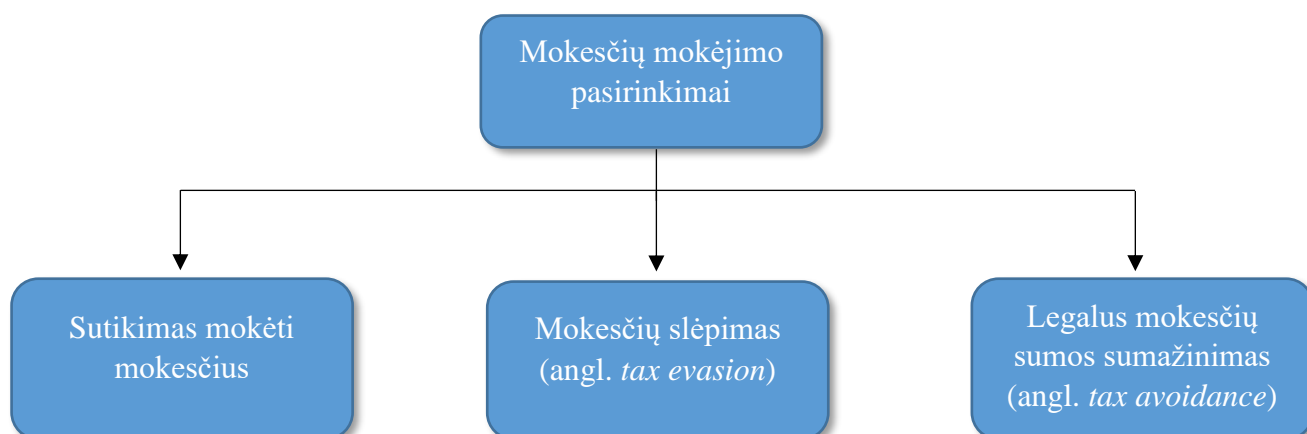 Mokesčių mokėjimo
pasirinkimai
Sutikimas mokėti
mokesčius
Mokesčių slėpimas
(angl. tax evasion)
Legalus mokesčių
sumos sumažinimas
(angl. tax avoidance)